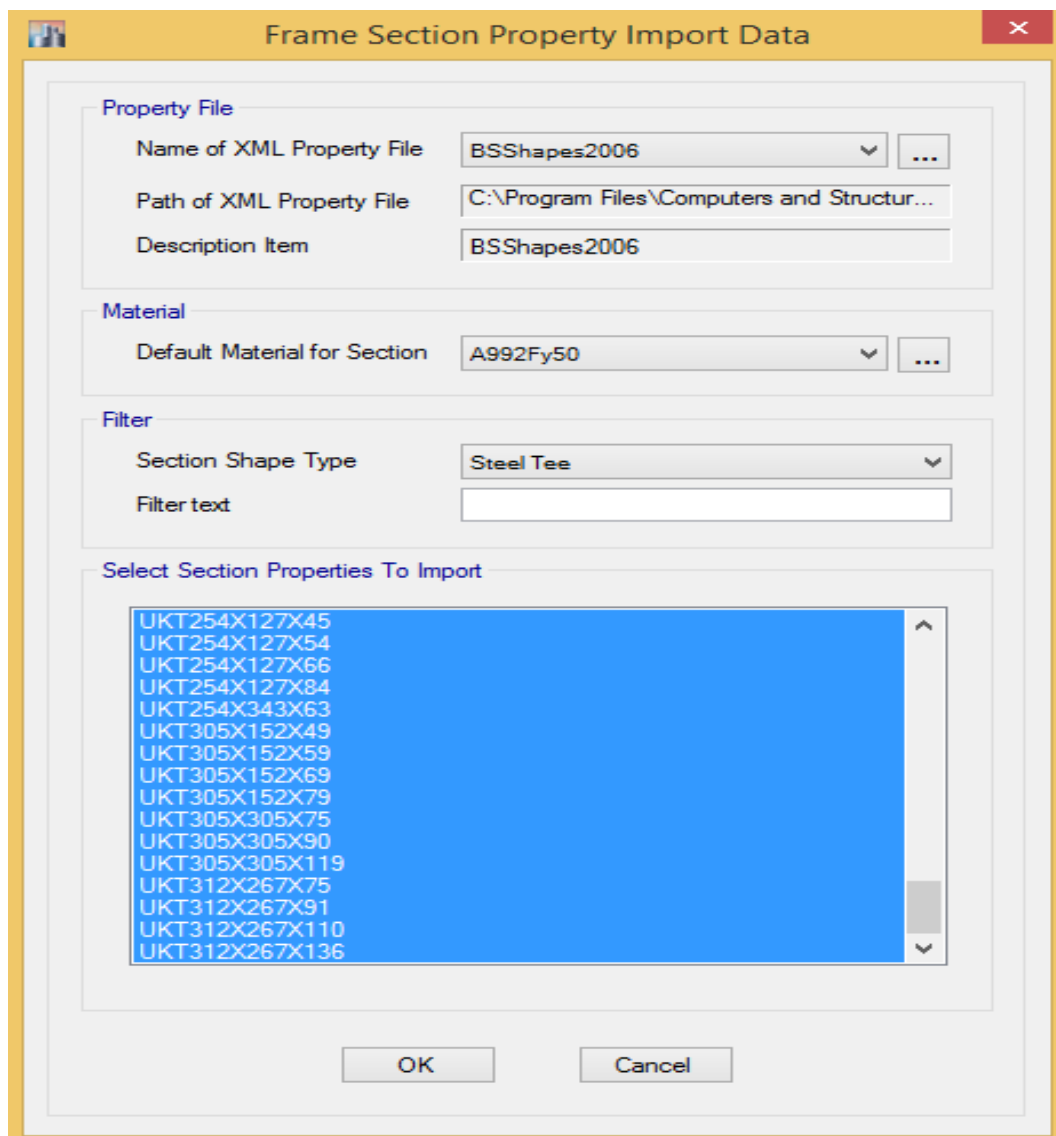 Frame Section Property Import Data
Property File
Name of XML Property File BSShapes2006 ...
Path of XML Property File C:\Program Files\Computers and Structur...
Description Item BSShapes2006
Material
Default Material for Section A992Fy50 ...
Filter
Section Shape Type Steel Tee
Filter text
Select Section Properties To Import
UKT254X127X45
UKT254X127X54
UKT254X127X66
UKT254X127X84
UKT254X343X63
UKT305X152X49
UKT305X152X59
UKT305X152X69
UKT305X152X79
UKT305X305X75
UKT305X305X90
UKT305X305X119
UKT312X267X75
UKT312X267X91
UKT312X267X110
UKT312X267X136
OK Cancel